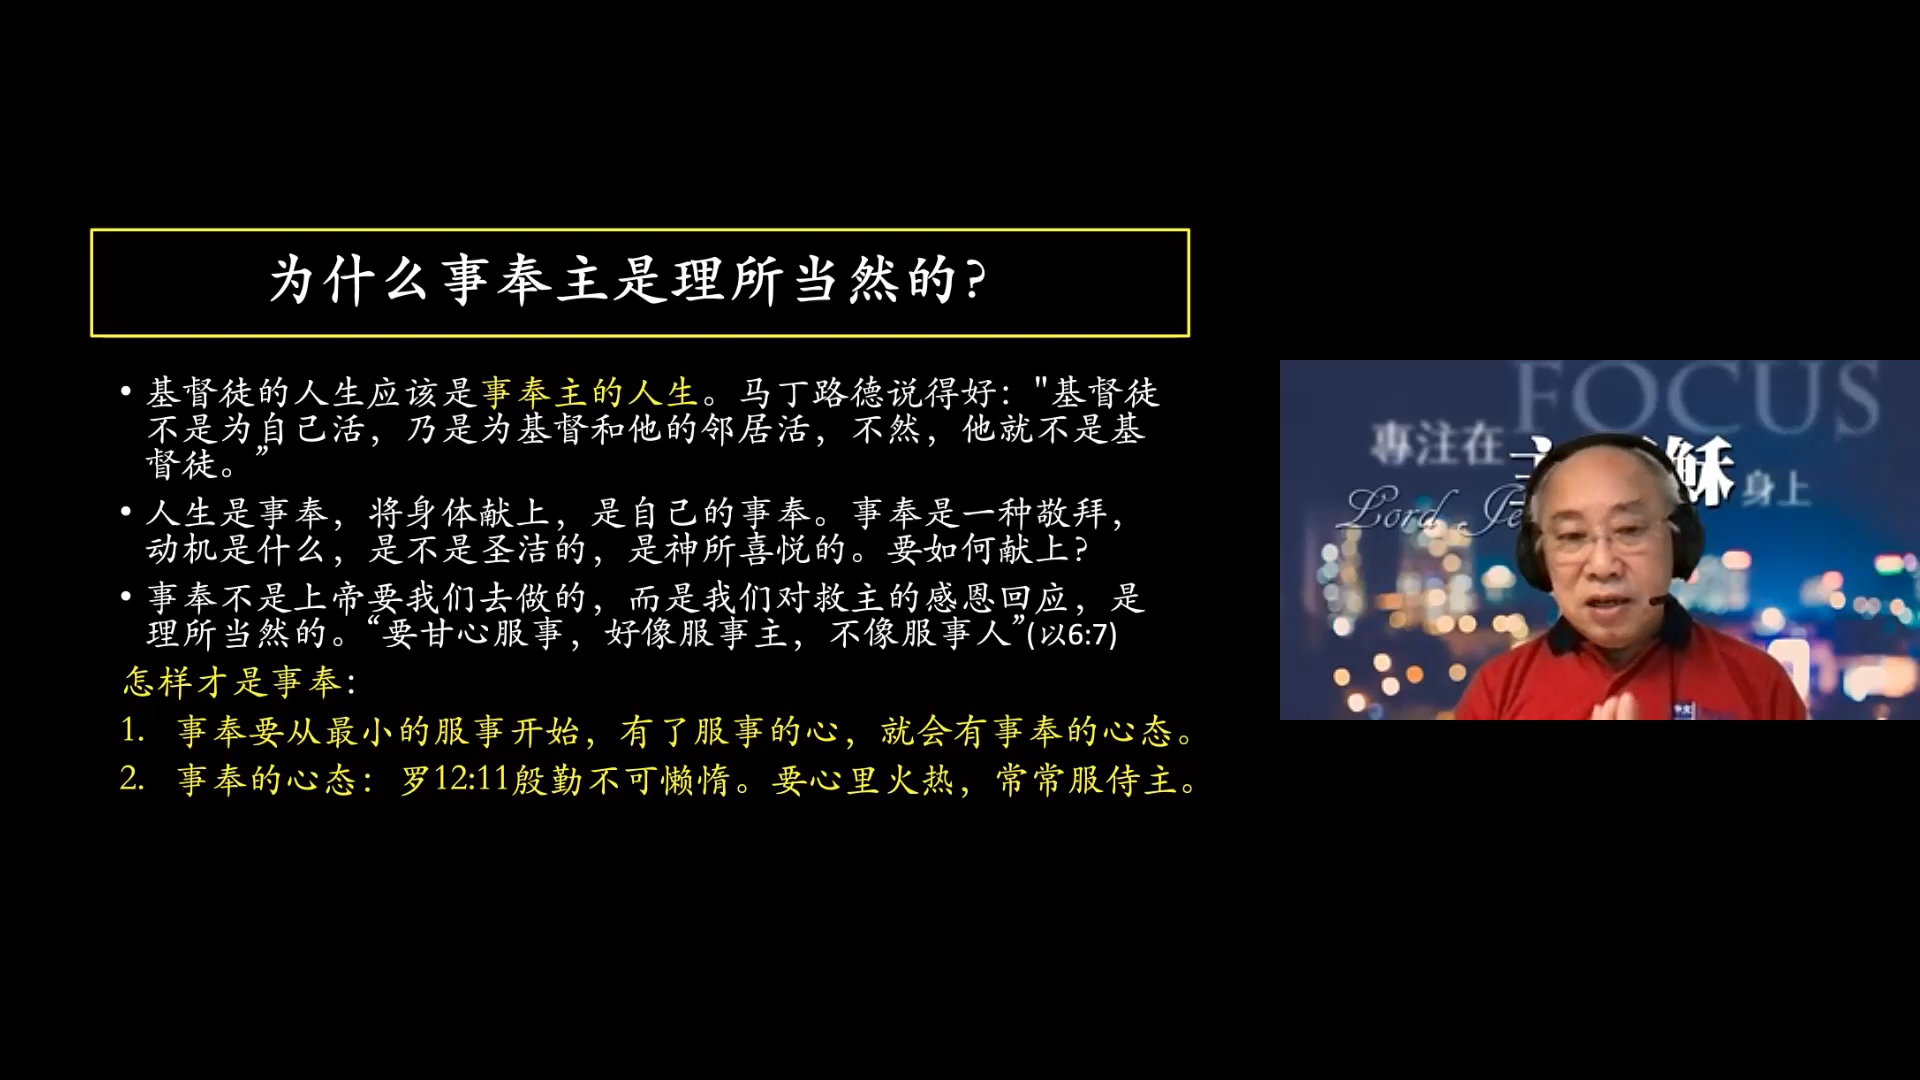 为什么事奉主是理所当然的?
• 基督徒的人生应该是事奉主的人生。马丁路德说得好："基督徒
不是为自己活，乃是为基督和他的邻居活，不然，他就不是基
督徒。”
• 人生是事奉，将身体献上，是自己的事奉。事奉是一种敬拜，
动机是什么，是不是圣洁的，是神所喜悦的。要如何献上?
• 事奉不是上帝要我们去做的，而是我们对救主的感恩回应，是
理所当然的。“要甘心服事，好像服事主，不像服事人”(以6:7)
怎样才是事奉:
1. 事奉要从最小的服事开始，有了服事的心，就会有事奉的心态。
2. 事奉的心态：罗12:11殷勤不可懒惰。要心里火热，常常服侍主。
FOCUS
專注在主 穌身上
Lord Je